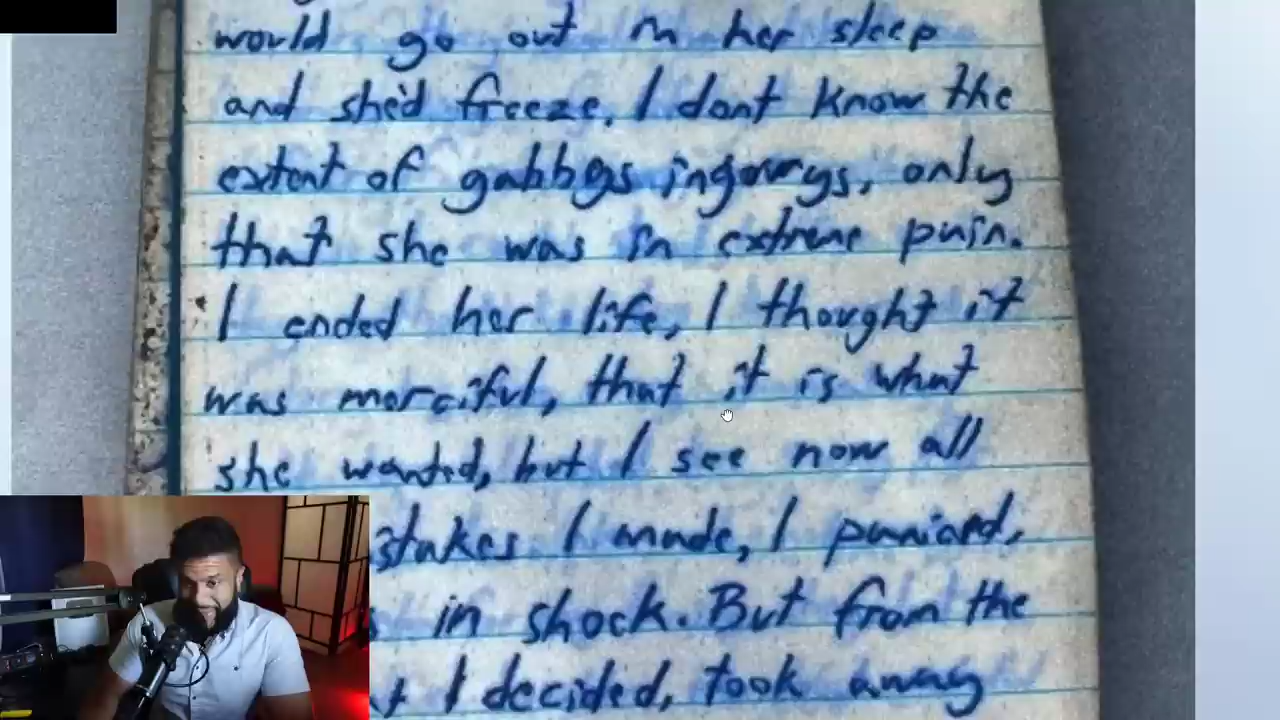 would go out in her sleep
and she'd freeze, I dont know the
extent of gabbys ingourys, only
that she was in extreme pain.
I ended her life, I thought it
was merciful, that it is what
she wanted, but I see now all
stakes I made, I panicked,
in shock. But from the
I decided, took away